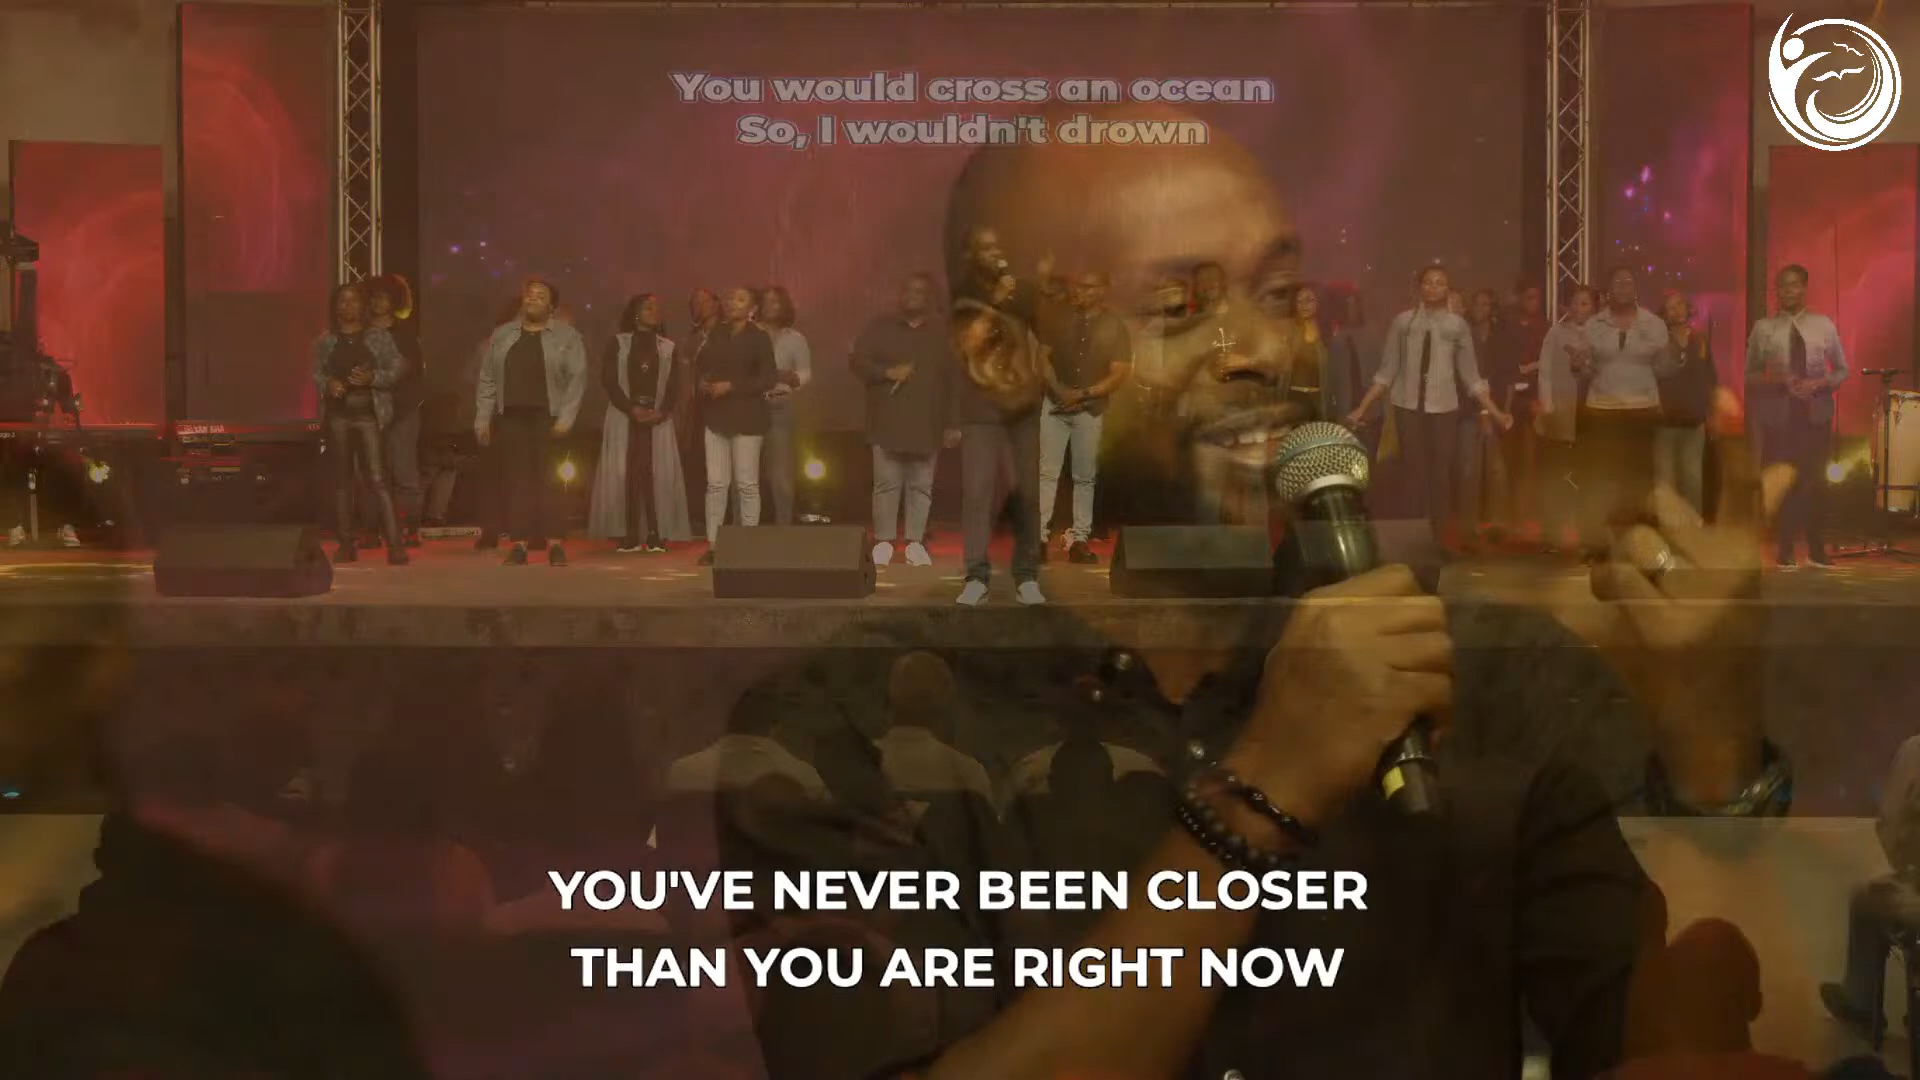 You would cross an ocean
So, I wouldn't drown
YOU'VE NEVER BEEN CLOSER
THAN YOU ARE RIGHT NOW